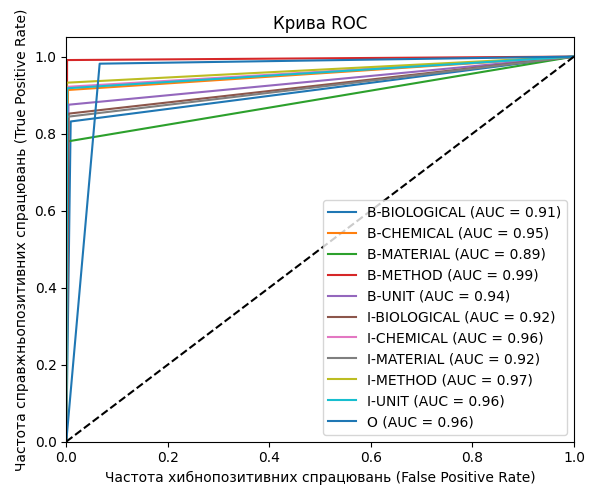 Крива ROC
Частота справжньопозитивних спрацювань (True Positive Rate)
1.0
0.8
0.6
0.4
0.2
0.0
B-BIOLOGICAL (AUC = 0.91)
B-CHEMICAL (AUC = 0.95)
B-MATERIAL (AUC = 0.89)
B-METHOD (AUC = 0.99)
B-UNIT (AUC = 0.94)
I-BIOLOGICAL (AUC = 0.92)
I-CHEMICAL (AUC = 0.96)
I-MATERIAL (AUC = 0.92)
I-METHOD (AUC = 0.97)
I-UNIT (AUC = 0.96)
O (AUC = 0.96)
0.0 0.2 0.4 0.6 0.8 1.0
Частота хибнопозитивних спрацювань (False Positive Rate)